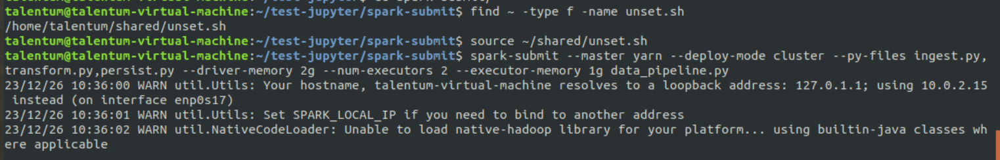 talentum@talentum-virtual-machine:~/test-jupyter/spark-submit$ find ~ -type f -name unset.sh
/home/talentum/shared/unset.sh
talentum@talentum-virtual-machine:~/test-jupyter/spark-submit$ source ~/shared/unset.sh
talentum@talentum-virtual-machine:~/test-jupyter/spark-submit$ spark-submit --master yarn --deploy-mode cluster --py-files ingest.py,
transform.py,persist.py --driver-memory 2g --num-executors 2 --executor-memory 1g data_pipeline.py
23/12/26 10:36:00 WARN util.Utils: Your hostname, talentum-virtual-machine resolves to a loopback address: 127.0.1.1; using 10.0.2.15
 instead (on interface enp0s17)
23/12/26 10:36:01 WARN util.Utils: Set SPARK_LOCAL_IP if you need to bind to another address
23/12/26 10:36:02 WARN util.NativeCodeLoader: Unable to load native-hadoop library for your platform... using builtin-java classes wh
ere applicable